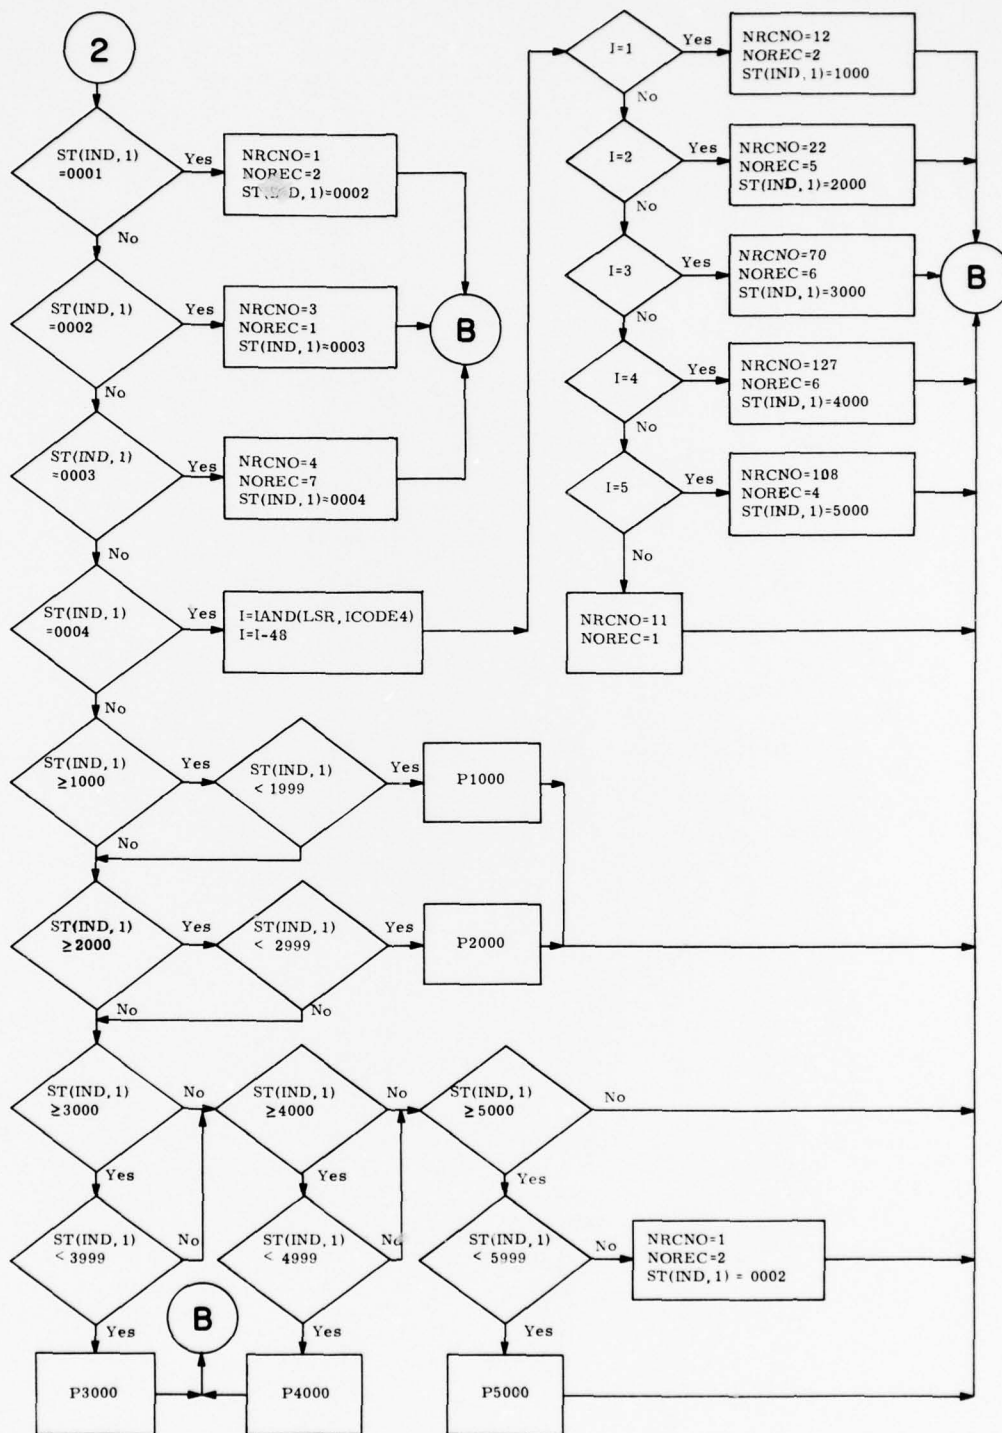 2
ST(IND, 1)
=0001
Yes
NRCNO=1
NOREC=2
ST(IND, 1)=0002
No
ST(IND, 1)
=0002
Yes
NRCNO=3
NOREC=1
ST(IND, 1)=0003
B
No
ST(IND, 1)
=0003
Yes
NRCNO=4
NOREC=7
ST(IND, 1)=0004
No
ST(IND, 1)
=0004
Yes
I=IAND(LSR, ICODE4)
I=I-48
No
I=1
Yes
NRCNO=12
NOREC=2
ST(IND, 1)=1000
No
I=2
Yes
NRCNO=22
NOREC=5
ST(IND, 1)=2000
No
I=3
Yes
NRCNO=70
NOREC=6
ST(IND, 1)=3000
B
No
I=4
Yes
NRCNO=127
NOREC=6
ST(IND, 1)=4000
No
I=5
Yes
NRCNO=108
NOREC=4
ST(IND, 1)=5000
No
NRCNO=11
NOREC=1
ST(IND, 1)
≥1000
Yes
ST(IND, 1)
< 1999
Yes
P1000
No
ST(IND, 1)
≥2000
Yes
ST(IND, 1)
< 2999
Yes
P2000
No
No
ST(IND, 1)
≥3000
No
ST(IND, 1)
≥4000
No
ST(IND, 1)
≥5000
No
Yes
Yes
Yes
ST(IND, 1)
< 3999
No
ST(IND, 1)
< 4999
No
ST(IND, 1)
< 5999
No
NRCNO=1
NOREC=2
ST(IND, 1) = 0002
B
Yes
Yes
Yes
P3000
P4000
P5000